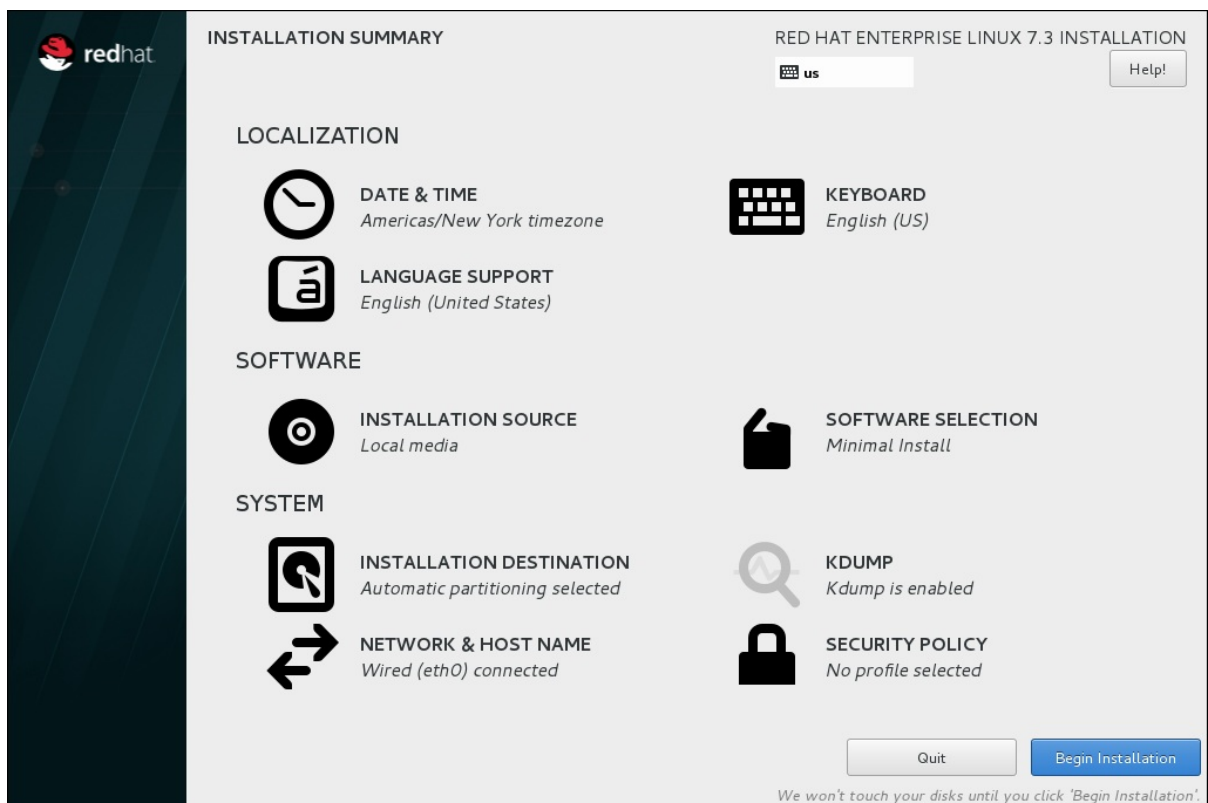 redhat
INSTALLATION SUMMARY
RED HAT ENTERPRISE LINUX 7.3 INSTALLATION
us
Help!
LOCALIZATION
DATE & TIME
Americas/New York timezone
KEYBOARD
English (US)
á
LANGUAGE SUPPORT
English (United States)
SOFTWARE
INSTALLATION SOURCE
Local media
SOFTWARE SELECTION
Minimal Install
SYSTEM
INSTALLATION DESTINATION
Automatic partitioning selected
KDUMP
Kdump is enabled
NETWORK & HOST NAME
Wired (eth0) connected
SECURITY POLICY
No profile selected
Quit
Begin Installation
We won't touch your disks until you click 'Begin Installation'.